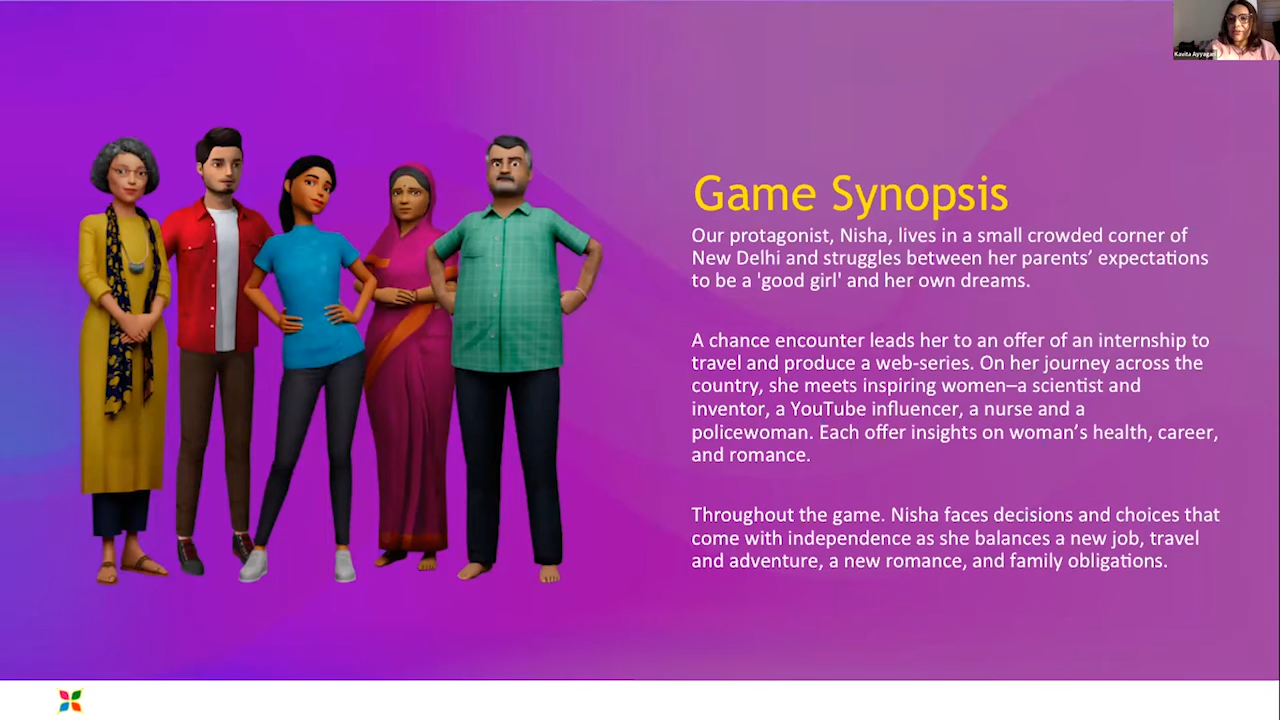 Kavita Ayyagari
Game Synopsis
Our protagonist, Nisha, lives in a small crowded corner of
New Delhi and struggles between her parents’ expectations
to be a 'good girl' and her own dreams.
A chance encounter leads her to an offer of an internship to
travel and produce a web-series. On her journey across the
country, she meets inspiring women–a scientist and
inventor, a YouTube influencer, a nurse and a
policewoman. Each offer insights on woman’s health, career,
and romance.
Throughout the game. Nisha faces decisions and choices that
come with independence as she balances a new job, travel
and adventure, a new romance, and family obligations.